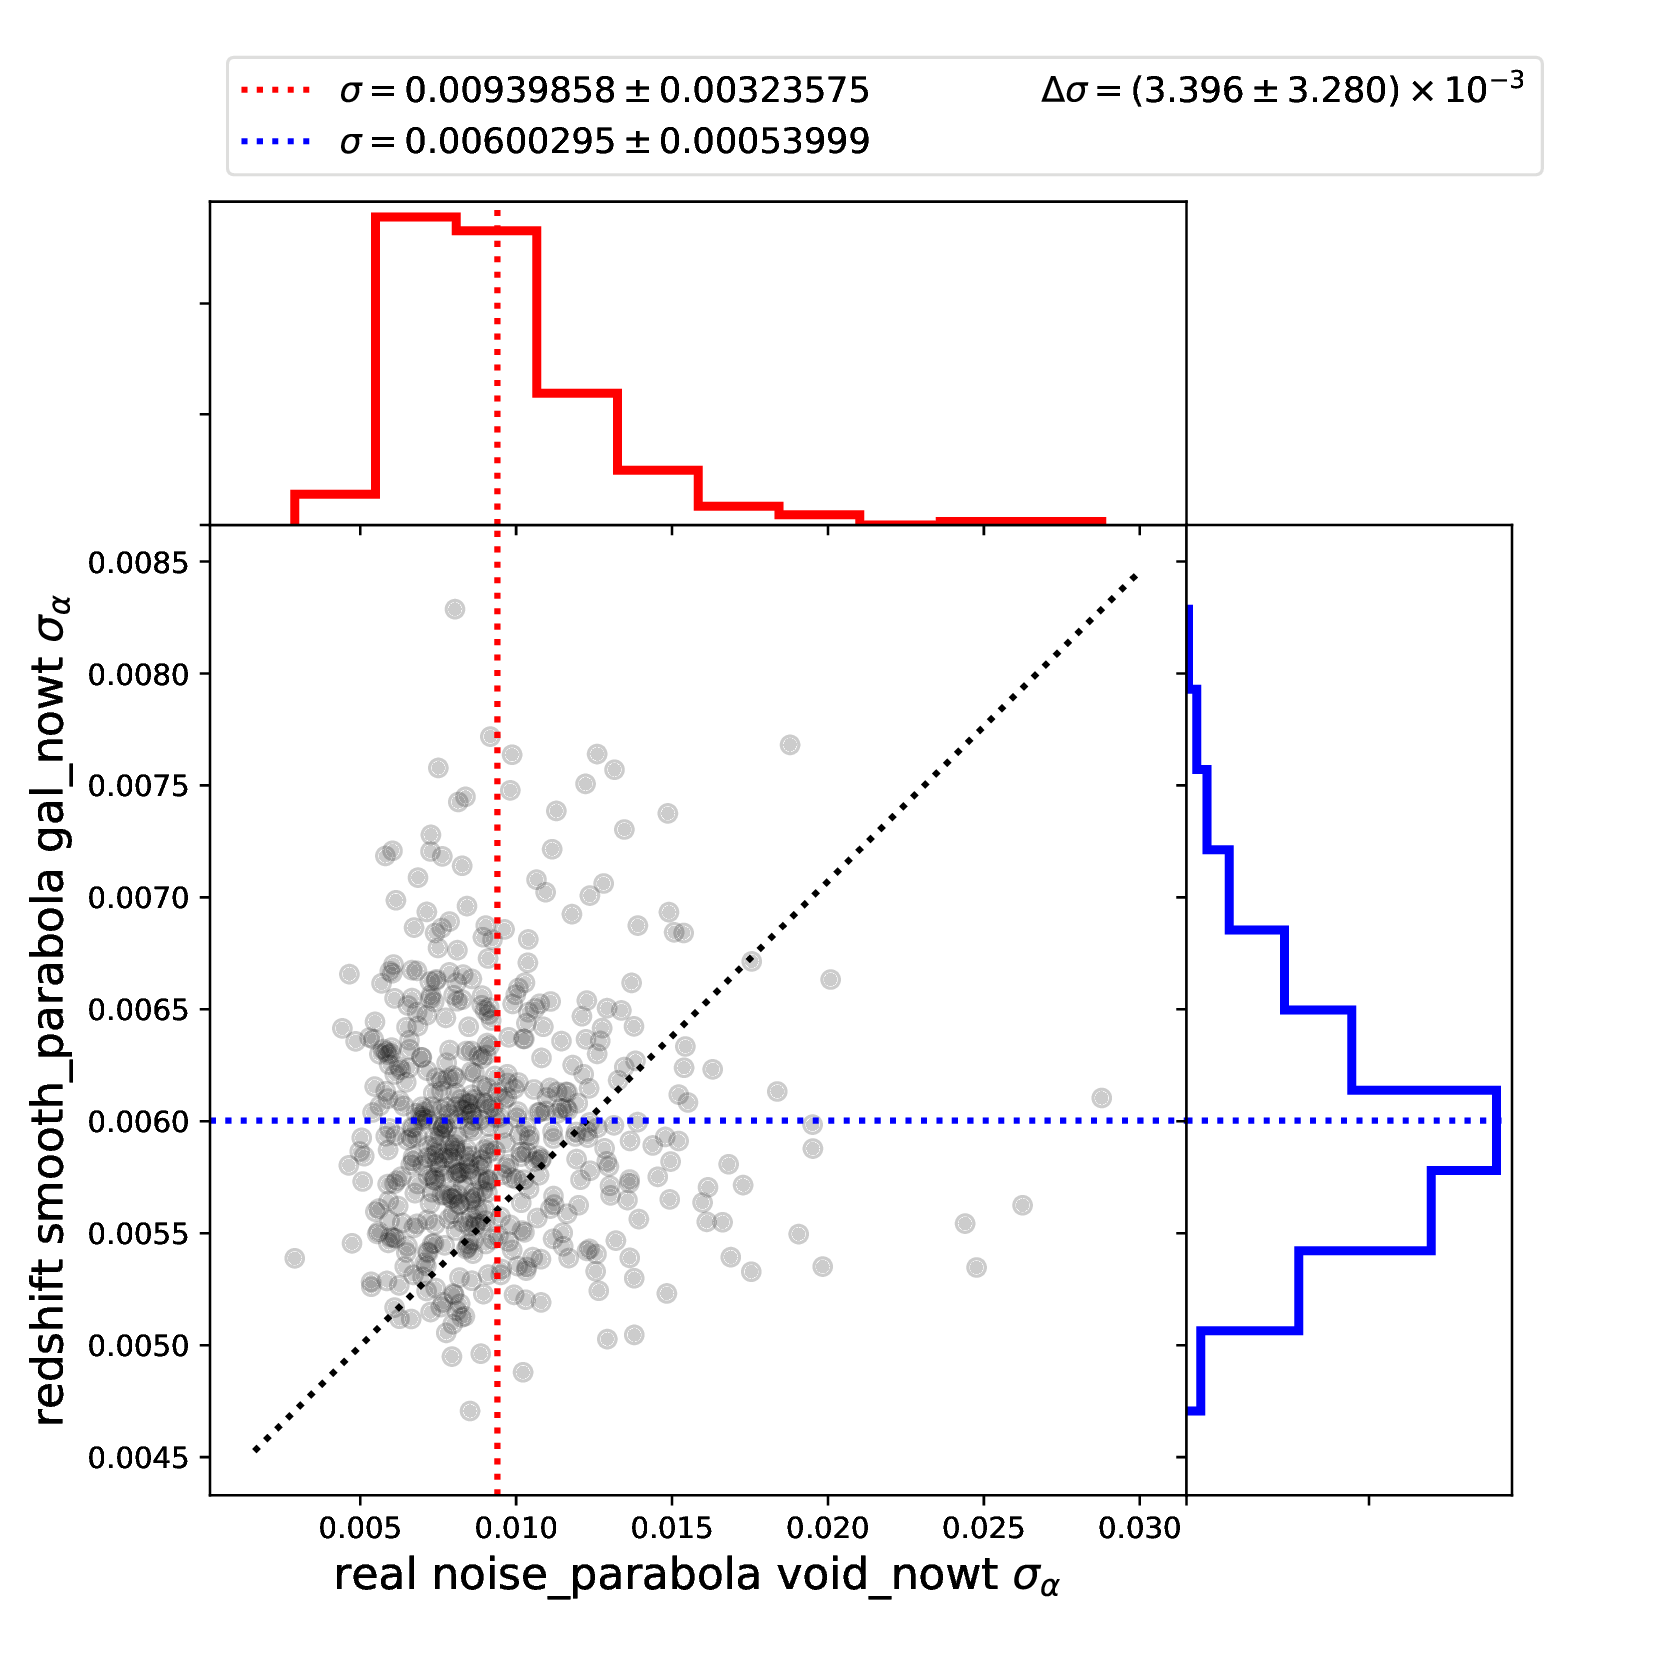 σ = 0.00939858 ± 0.00323575 Δσ = (3.396 ± 3.280) × 10⁻³
σ = 0.00600295 ± 0.00053999
0.0085
0.0080
0.0075
0.0070
0.0065
0.0060
0.0055
0.0050
0.0045
redshift smooth_parabola gal_nowt σ_α
0.005 0.010 0.015 0.020 0.025 0.030
real noise_parabola void_nowt σ_α